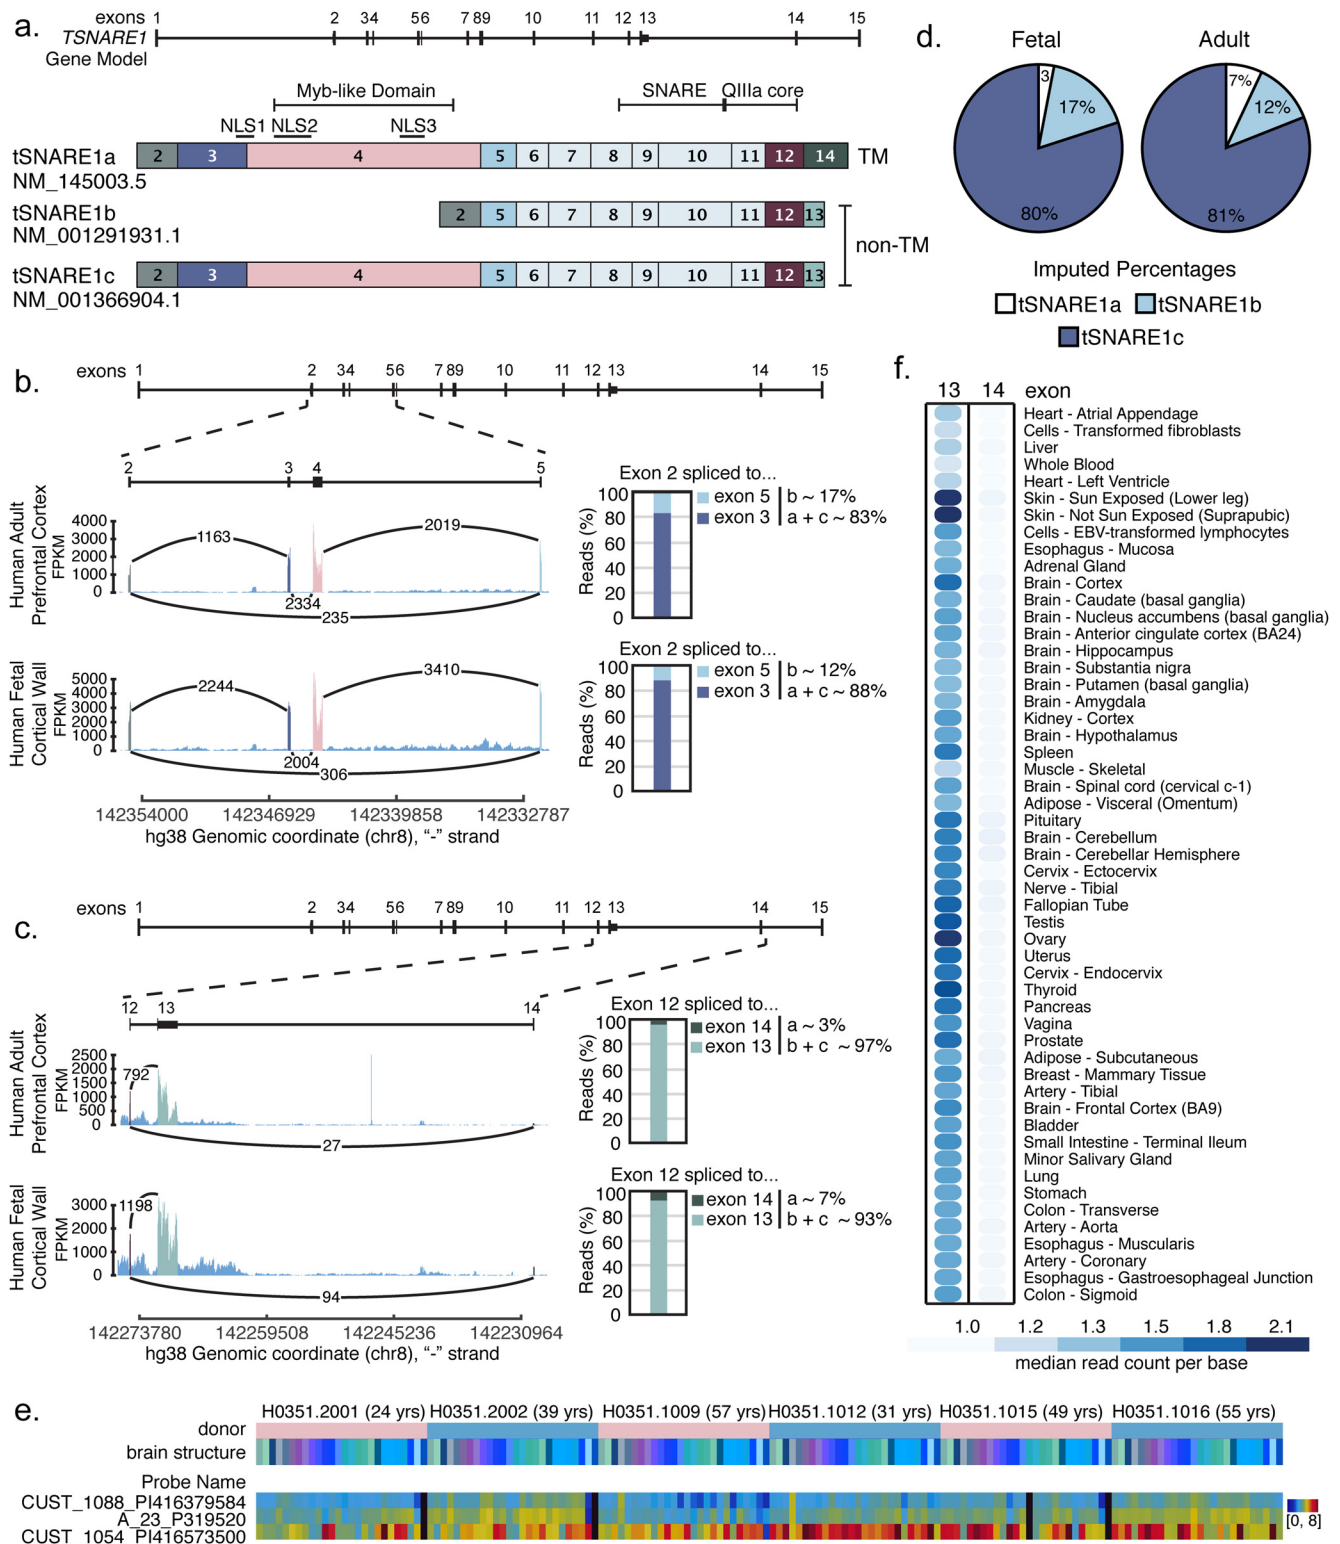 a.
exons 1 2 34 56 7 89 10 11 12 13 14 15
TSNARE1
Gene Model
Myb-like Domain SNARE QIIIa core
NLS1 NLS2 NLS3
tSNARE1a 2 3 4 5 6 7 8 9 10 11 12 14 TM
NM_145003.5
tSNARE1b 2 5 6 7 8 9 10 11 12 13
NM_001291931.1
non-TM
tSNARE1c 2 3 4 5 6 7 8 9 10 11 12 13
NM_001366904.1
b.
exons 1 2 34 56 7 89 10 11 12 13 14 15
2 3 4 5
Human Adult
Prefrontal Cortex
FPKM
4000
3000
2000
1000
0
1163 2019
2334
235
Exon 2 spliced to...
Reads (%)
100
80
60
40
20
0
exon 5 b ~ 17%
exon 3 a + c ~ 83%
Human Fetal
Cortical Wall
FPKM
5000
4000
3000
2000
1000
0
2244 3410
2004
306
Exon 2 spliced to...
Reads (%)
100
80
60
40
20
0
exon 5 b ~ 12%
exon 3 a + c ~ 88%
142354000 142346929 142339858 142332787
hg38 Genomic coordinate (chr8), “-” strand
c.
exons 1 2 34 56 7 89 10 11 12 13 14 15
12 13 14
Human Adult
Prefrontal Cortex
FPKM
2500
2000
1500
1000
500
0
792
27
Exon 12 spliced to...
Reads (%)
100
80
60
40
20
0
exon 14 a ~ 3%
exon 13 b + c ~ 97%
Human Fetal
Cortical Wall
FPKM
3000
2000
1000
0
1198
94
Exon 12 spliced to...
Reads (%)
100
80
60
40
20
0
exon 14 a ~ 7%
exon 13 b + c ~ 93%
142273780 142259508 142245236 142230964
hg38 Genomic coordinate (chr8), “-” strand
d.
Fetal Adult
3 17% 80%
7% 12% 81%
Imputed Percentages
tSNARE1a tSNARE1b
tSNARE1c
f.
13 14 exon
Heart - Atrial Appendage
Cells - Transformed fibroblasts
Liver
Whole Blood
Heart - Left Ventricle
Skin - Sun Exposed (Lower leg)
Skin - Not Sun Exposed (Suprapubic)
Cells - EBV-transformed lymphocytes
Esophagus - Mucosa
Adrenal Gland
Brain - Cortex
Brain - Caudate (basal ganglia)
Brain - Nucleus accumbens (basal ganglia)
Brain - Anterior cingulate cortex (BA24)
Brain - Hippocampus
Brain - Substantia nigra
Brain - Putamen (basal ganglia)
Brain - Amygdala
Kidney - Cortex
Brain - Hypothalamus
Spleen
Muscle - Skeletal
Brain - Spinal cord (cervical c-1)
Adipose - Visceral (Omentum)
Pituitary
Brain - Cerebellum
Brain - Cerebellar Hemisphere
Cervix - Ectocervix
Nerve - Tibial
Fallopian Tube
Testis
Ovary
Uterus
Cervix - Endocervix
Thyroid
Pancreas
Vagina
Prostate
Adipose - Subcutaneous
Breast - Mammary Tissue
Artery - Tibial
Brain - Frontal Cortex (BA9)
Bladder
Small Intestine - Terminal Ileum
Minor Salivary Gland
Lung
Stomach
Colon - Transverse
Artery - Aorta
Esophagus - Muscularis
Artery - Coronary
Esophagus - Gastroesophageal Junction
Colon - Sigmoid
1.0 1.2 1.3 1.5 1.8 2.1
median read count per base
e.
H0351.2001 (24 yrs) H0351.2002 (39 yrs) H0351.1009 (57 yrs) H0351.1012 (31 yrs) H0351.1015 (49 yrs) H0351.1016 (55 yrs)
donor
brain structure
Probe Name
CUST_1088_PI416379584
A_23_P319520
CUST_1054_PI416573500
[0, 8]